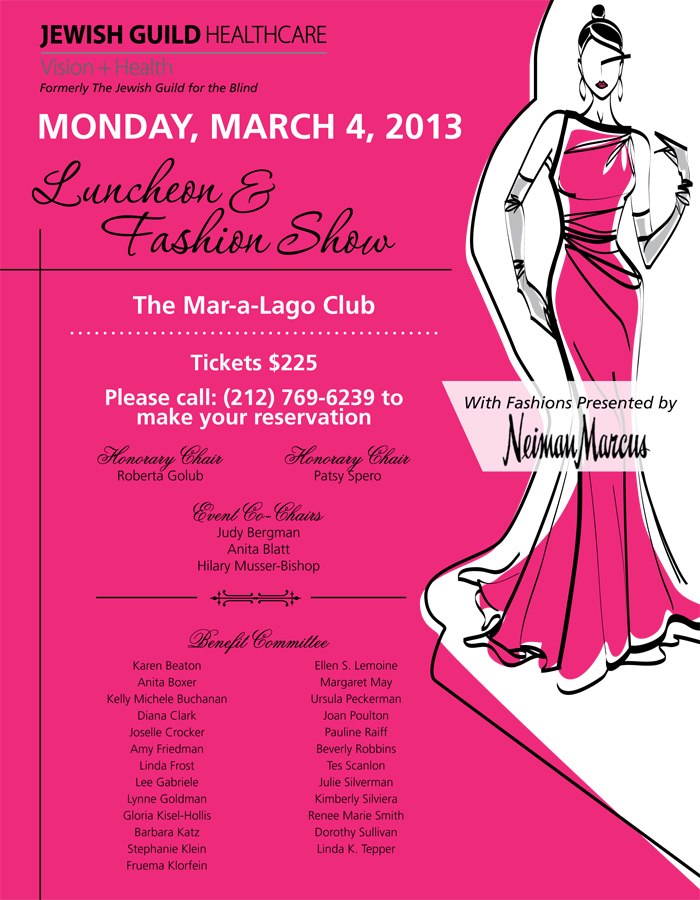 JEWISH GUILD HEALTHCARE
Vision + Health
Formerly The Jewish Guild for the Blind
MONDAY, MARCH 4, 2013
Luncheon &
Fashion Show
The Mar-a-Lago Club
Tickets $225
Please call: (212) 769-6239 to
make your reservation
With Fashions Presented by
Neiman Marcus
Honorary Chair
Roberta Golub
Honorary Chair
Patsy Spero
Event Co-Chairs
Judy Bergman
Anita Blatt
Hilary Musser-Bishop
Benefit Committee
Karen Beaton
Anita Boxer
Kelly Michele Buchanan
Diana Clark
Joselle Crocker
Amy Friedman
Linda Frost
Lee Gabriele
Lynne Goldman
Gloria Kisel-Hollis
Barbara Katz
Stephanie Klein
Fruema Klorfein
Ellen S. Lemoine
Margaret May
Ursula Peckerman
Joan Poulton
Pauline Raiff
Beverly Robbins
Tes Scanlon
Julie Silverman
Kimberly Silviera
Renee Marie Smith
Dorothy Sullivan
Linda K. Tepper